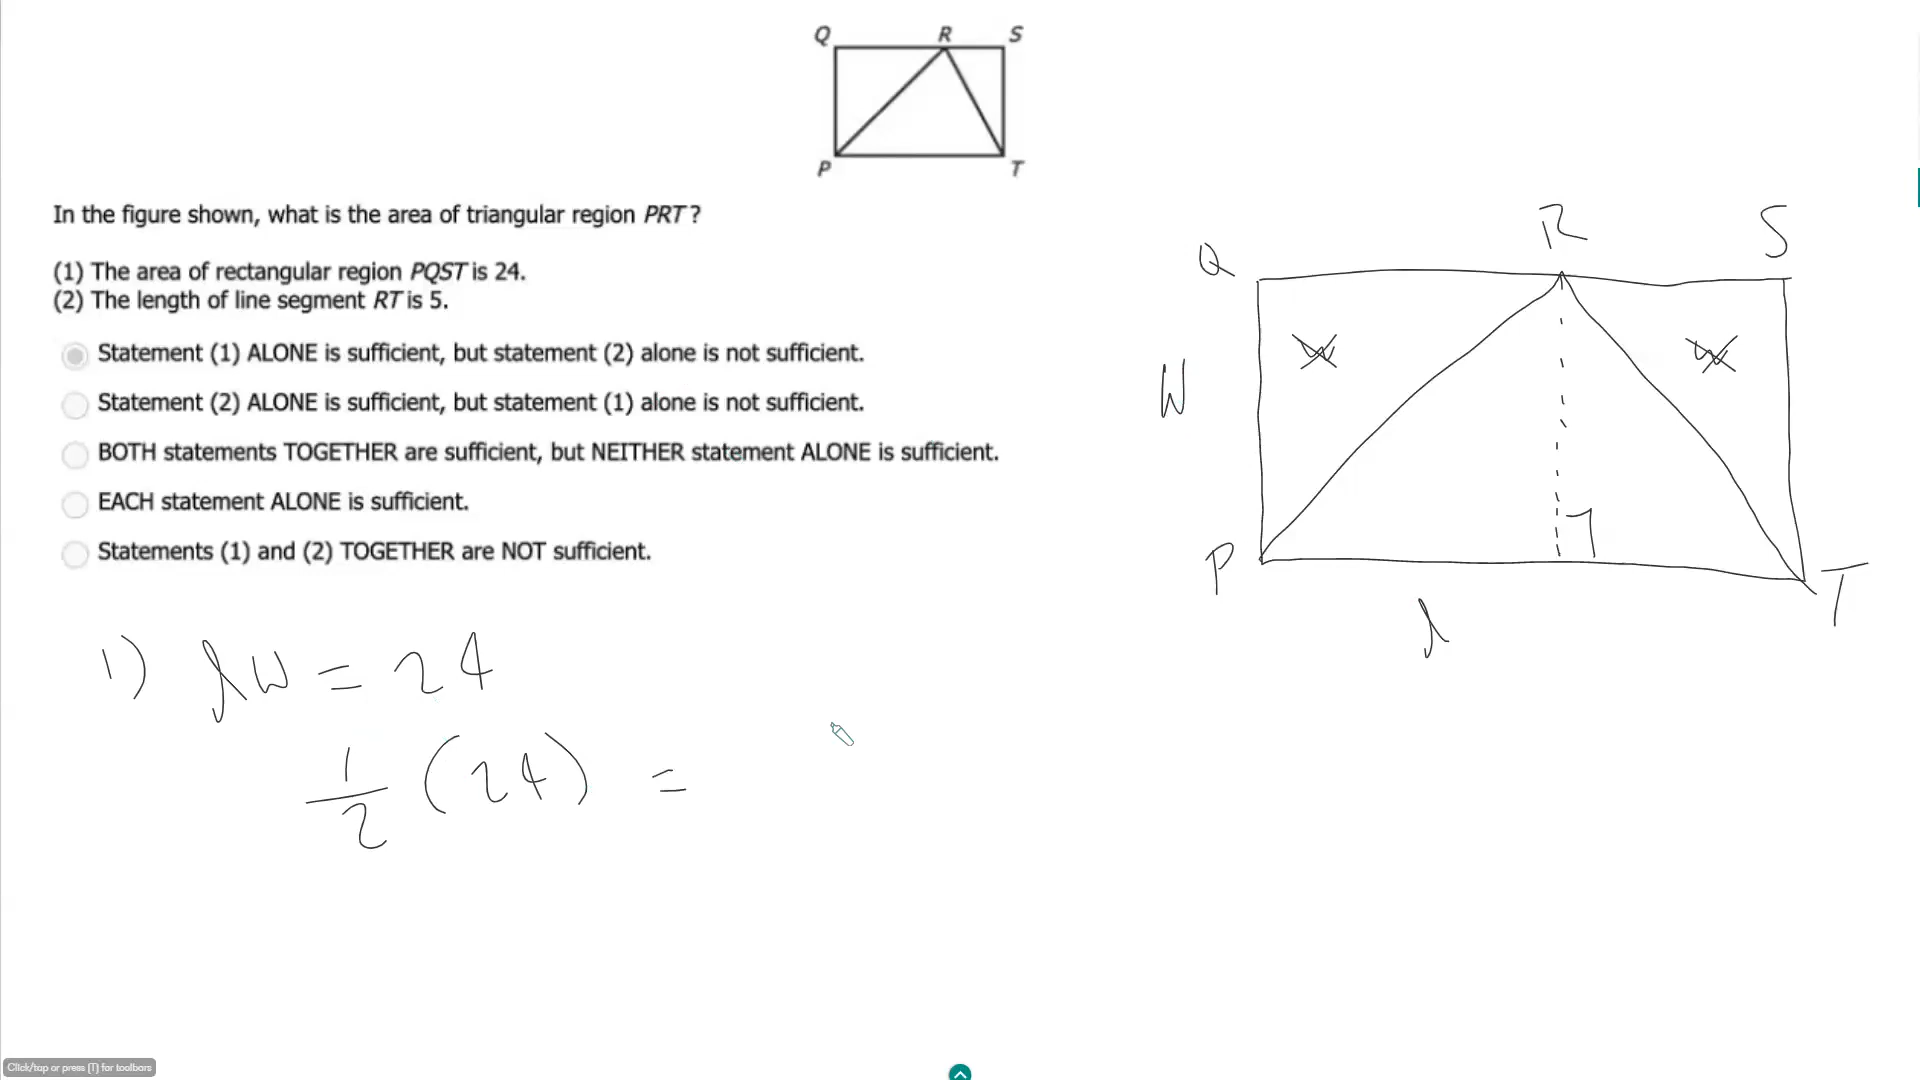 Q R S
P T
In the figure shown, what is the area of triangular region PRT?
(1) The area of rectangular region PQST is 24.
(2) The length of line segment RT is 5.
Statement (1) ALONE is sufficient, but statement (2) alone is not sufficient.
Statement (2) ALONE is sufficient, but statement (1) alone is not sufficient.
BOTH statements TOGETHER are sufficient, but NEITHER statement ALONE is sufficient.
EACH statement ALONE is sufficient.
Statements (1) and (2) TOGETHER are NOT sufficient.
Q R S
W
P T
l
1) lw = 24
1/2 (24) =
Click/tap or press [T] for toolbars